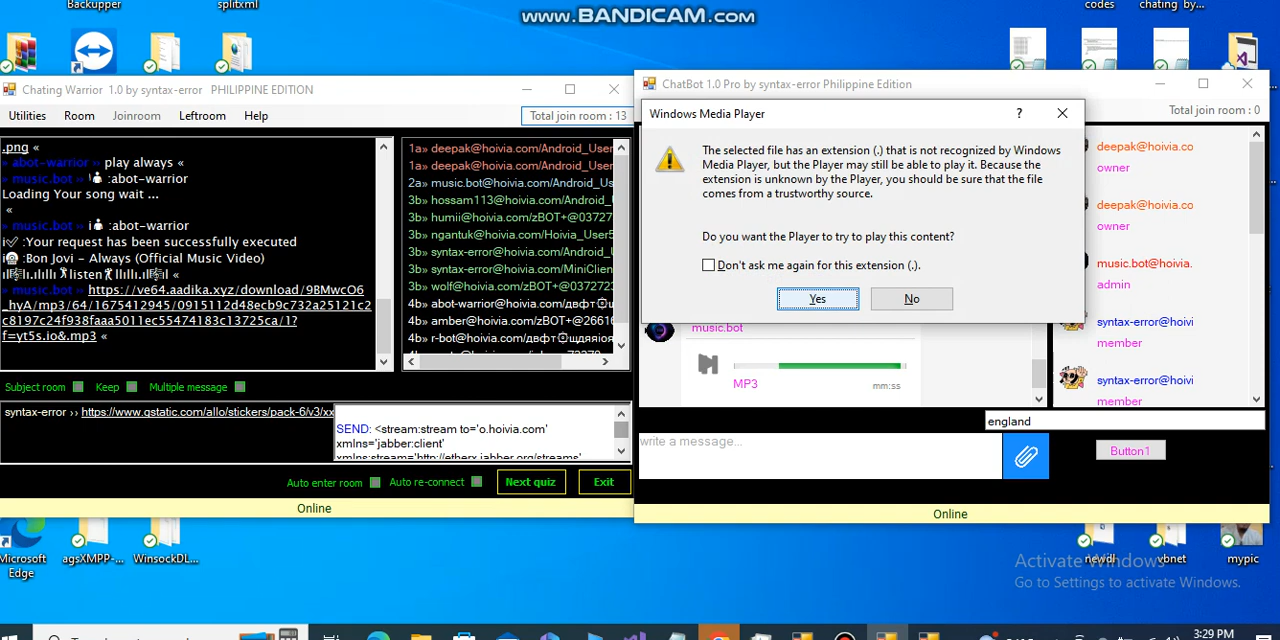 Backupper
splitxml
www.BANDICAM.com
codes
chating by...
Chating Warrior 1.0 by syntax-error PHILIPPINE EDITION
Utilities Room Joinroom Leftroom Help
Total join room : 13
.png «
» abot-warrior » play always «
:abot-warrior
Loading Your song wait ...
«
:abot-warrior
:Your request has been successfully executed
:Bon Jovi - Always (Official Music Video)
listen
» music.bot » https://ve64.aadika.xyz/download/9BMwcO6
_hyA/mp3/64/1675412945/0915112d48ecb9c732a25121c2
c8197c24f938faaa5011ec55474183c13725ca/1?
f=yt5s.io&.mp3 «
1a» deepak@hoivia.com/Android_User
1a» deepak@hoivia.com/Android_User
2a» music.bot@hoivia.com/Android_Us
3b» hossam113@hoivia.com/Android_
3b» humii@hoivia.com/zBOT+@03727
3b» ngantuk@hoivia.com/Hoivia_User5
3b» syntax-error@hoivia.com/Android_
3b» syntax-error@hoivia.com/MiniClien
3b» wolf@hoivia.com/zBOT+@03727
4b» abot-warrior@hoivia.com/
4b» amber@hoivia.com/zBOT+@26616
4b» r-bot@hoivia.com/
Subject room Keep Multiple message
syntax-error ›› https://www.gstatic.com/allo/stickers/pack-6/v3/xx
SEND: <stream:stream to='o.hoivia.com'
xmlns='jabber:client'
xmlns:stream='http://etherx.jabber.org/streams'
Auto enter room Auto re-connect Next quiz Exit
Online
ChatBot 1.0 Pro by syntax-error Philippine Edition
Total join room : 0
Windows Media Player
?
The selected file has an extension (.) that is not recognized by Windows
Media Player, but the Player may still be able to play it. Because the
extension is unknown by the Player, you should be sure that the file
comes from a trustworthy source.
Do you want the Player to try to play this content?
Don't ask me again for this extension (.).
Yes No
deepak@hoivia.co
owner
deepak@hoivia.co
owner
music.bot@hoivia.
admin
syntax-error@hoivi
member
syntax-error@hoivi
member
music.bot
MP3 mm:ss
england
write a message...
Button1
Online
Microsoft
Edge
agsXMPP-...
WinsockDL...
newdl
vbnet
mypic
Activate Windows
Go to Settings to activate Windows.
3:29 PM